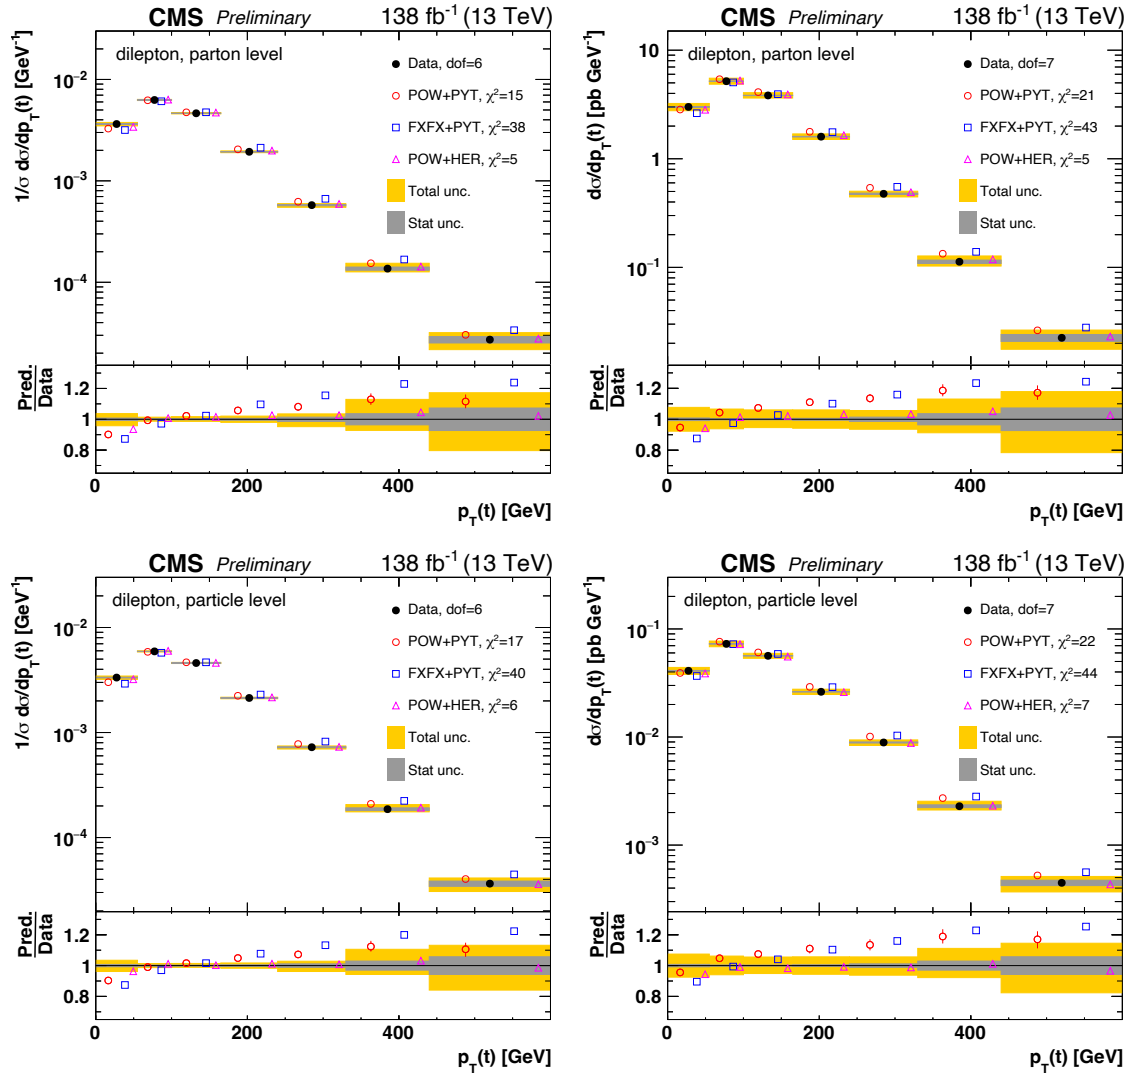 CMS Preliminary 138 fb⁻¹ (13 TeV)
dilepton, parton level
1/σ dσ/dp_T(t) [GeV⁻¹]
Data, dof=6
POW+PYT, χ²=15
FXFX+PYT, χ²=38
POW+HER, χ²=5
Total unc.
Stat unc.
10⁻²
10⁻³
10⁻⁴
Pred.
Data
1.2
1
0.8
0 200 400
p_T(t) [GeV]
CMS Preliminary 138 fb⁻¹ (13 TeV)
dilepton, parton level
dσ/dp_T(t) [pb GeV⁻¹]
Data, dof=7
POW+PYT, χ²=21
FXFX+PYT, χ²=43
POW+HER, χ²=5
Total unc.
Stat unc.
10
1
10⁻¹
Pred.
Data
1.2
1
0.8
0 200 400
p_T(t) [GeV]
CMS Preliminary 138 fb⁻¹ (13 TeV)
dilepton, particle level
1/σ dσ/dp_T(t) [GeV⁻¹]
Data, dof=6
POW+PYT, χ²=17
FXFX+PYT, χ²=40
POW+HER, χ²=6
Total unc.
Stat unc.
10⁻²
10⁻³
10⁻⁴
Pred.
Data
1.2
1
0.8
0 200 400
p_T(t) [GeV]
CMS Preliminary 138 fb⁻¹ (13 TeV)
dilepton, particle level
dσ/dp_T(t) [pb GeV⁻¹]
Data, dof=7
POW+PYT, χ²=22
FXFX+PYT, χ²=44
POW+HER, χ²=7
Total unc.
Stat unc.
10⁻¹
10⁻²
10⁻³
Pred.
Data
1.2
1
0.8
0 200 400
p_T(t) [GeV]